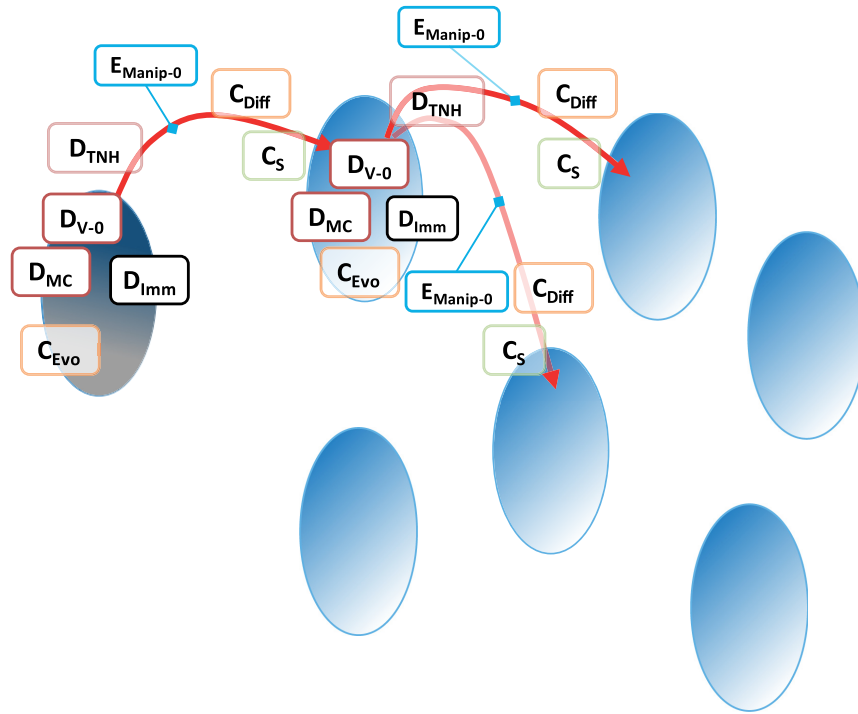 E_Manip-0
C_Diff
D_TNH
C_S
D_V-0
D_MC
D_Imm
C_Evo
E_Manip-0
D_TNH
C_Diff
C_S
D_V-0
D_MC
D_Imm
C_Evo
E_Manip-0
C_Diff
C_S